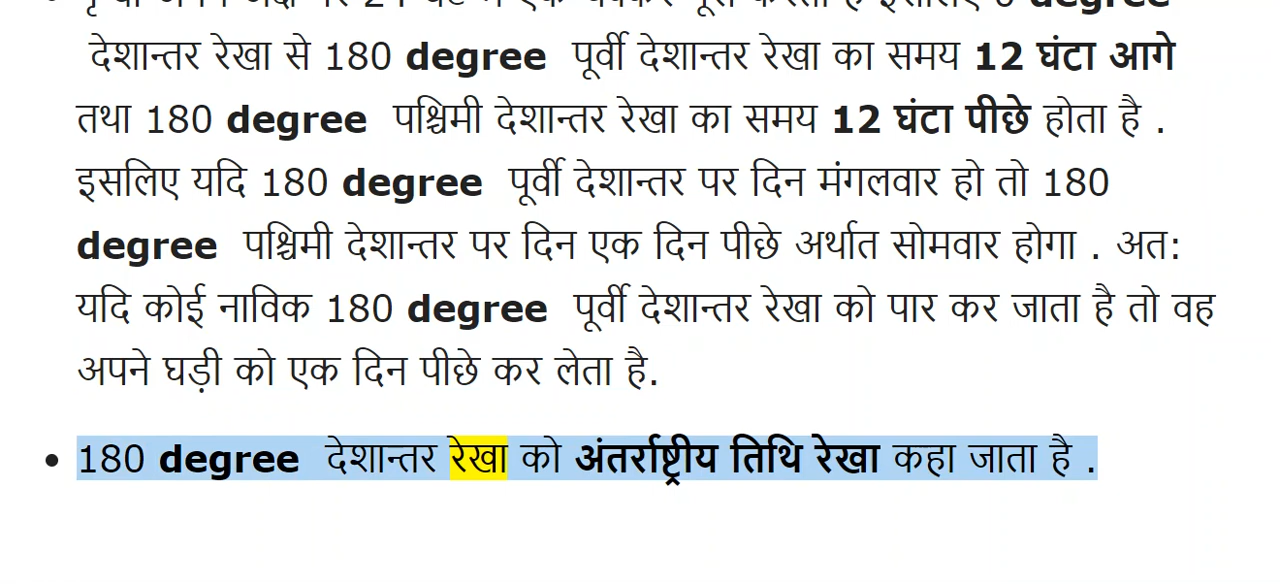 degree
देशान्तर रेखा से 180 degree पूर्वी देशान्तर रेखा का समय 12 घंटा आगे
तथा 180 degree पश्चिमी देशान्तर रेखा का समय 12 घंटा पीछे होता है .
इसलिए यदि 180 degree पूर्वी देशान्तर पर दिन मंगलवार हो तो 180
degree पश्चिमी देशान्तर पर दिन एक दिन पीछे अर्थात सोमवार होगा . अत:
यदि कोई नाविक 180 degree पूर्वी देशान्तर रेखा को पार कर जाता है तो वह
अपने घड़ी को एक दिन पीछे कर लेता है.
• 180 degree देशान्तर रेखा को अंतर्राष्ट्रीय तिथि रेखा कहा जाता है .